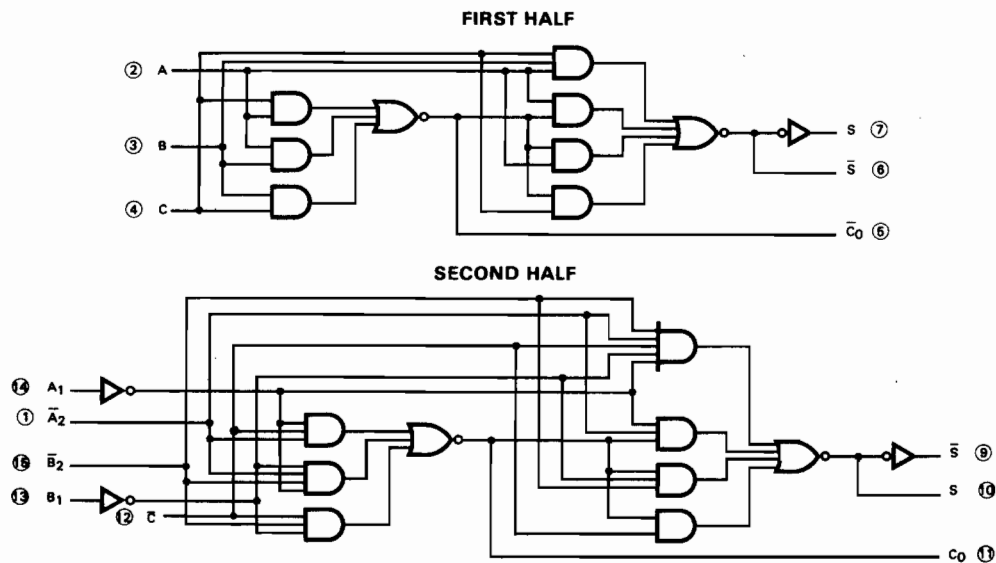 FIRST HALF
② A
③ B
④ C
S ⑦
S̅ ⑥
C̅₀ ⑤
SECOND HALF
⑭ A₁
① A̅₂
⑮ B̅₂
⑬ B₁
⑫ C̅
S̅ ⑨
S ⑩
C₀ ⑪